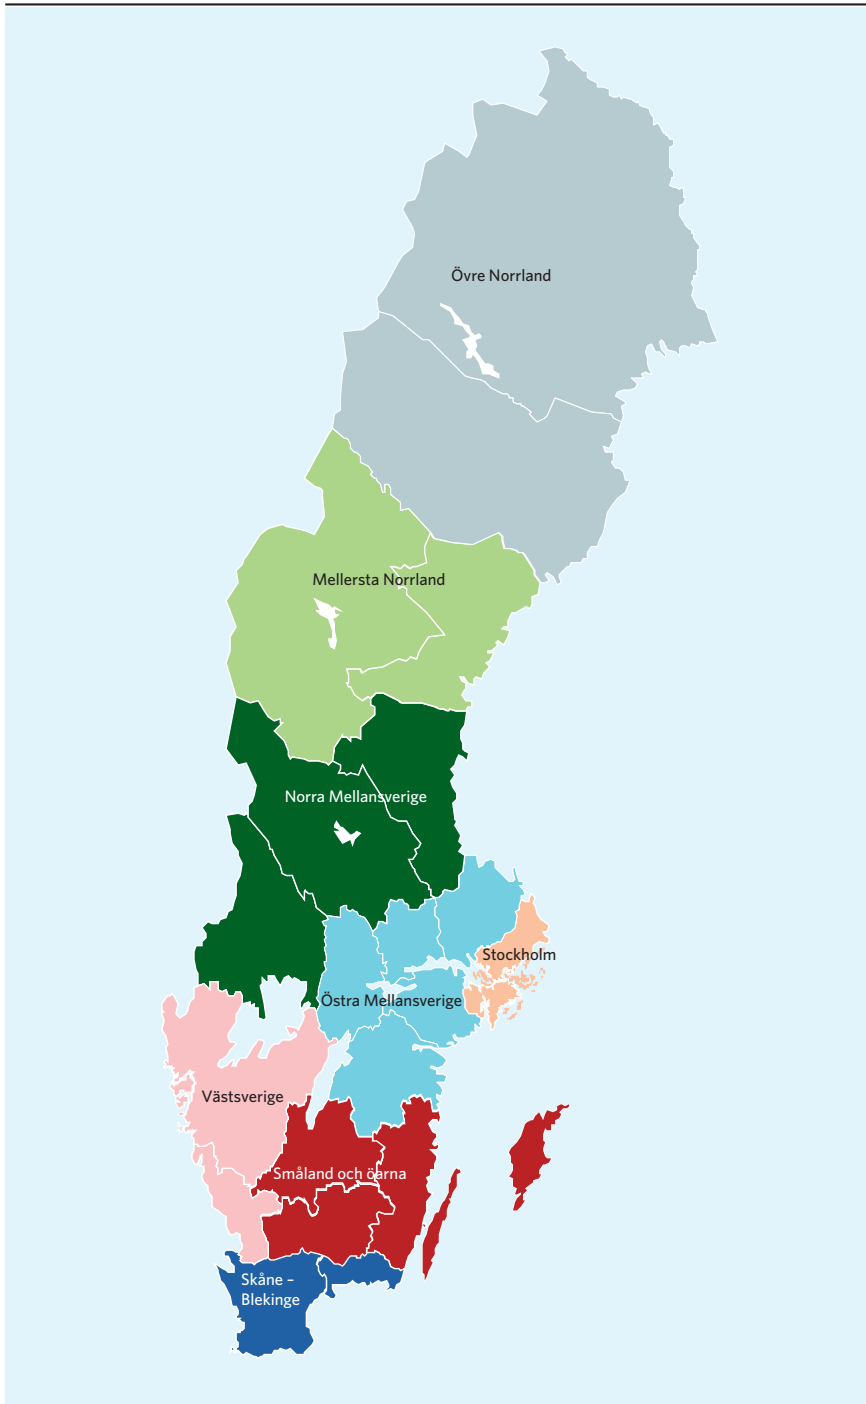 Övre Norrland
Mellersta Norrland
Norra Mellansverige
Stockholm
Östra Mellansverige
Västsverige
Småland och öarna
Skåne –
Blekinge